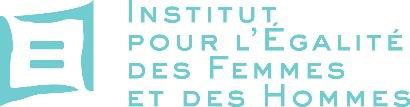 Institut
pour l'Égalité
des Femmes
et des Hommes